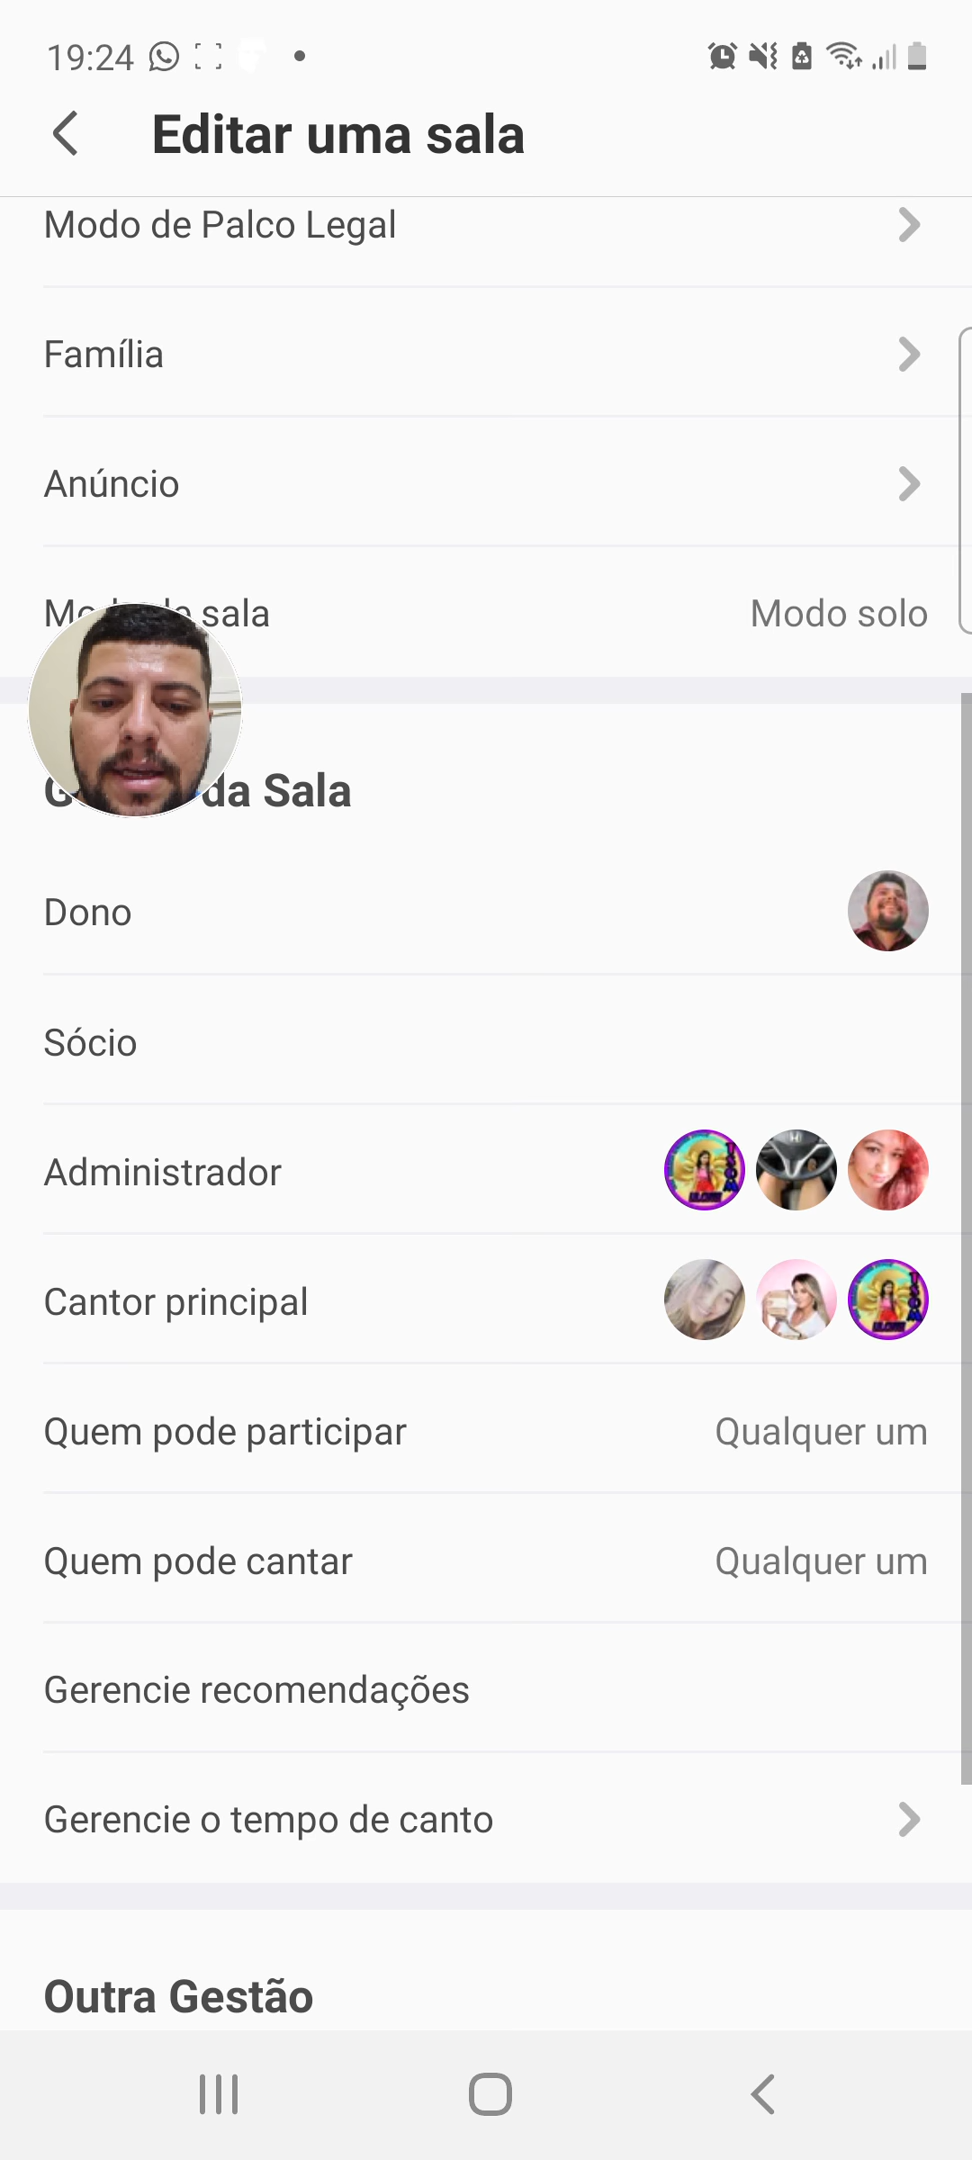 19:24
Editar uma sala
Modo de Palco Legal
Família
Anúncio
sala Modo solo
da Sala
Dono
Sócio
Administrador
Cantor principal
Quem pode participar Qualquer um
Quem pode cantar Qualquer um
Gerencie recomendações
Gerencie o tempo de canto
Outra Gestão